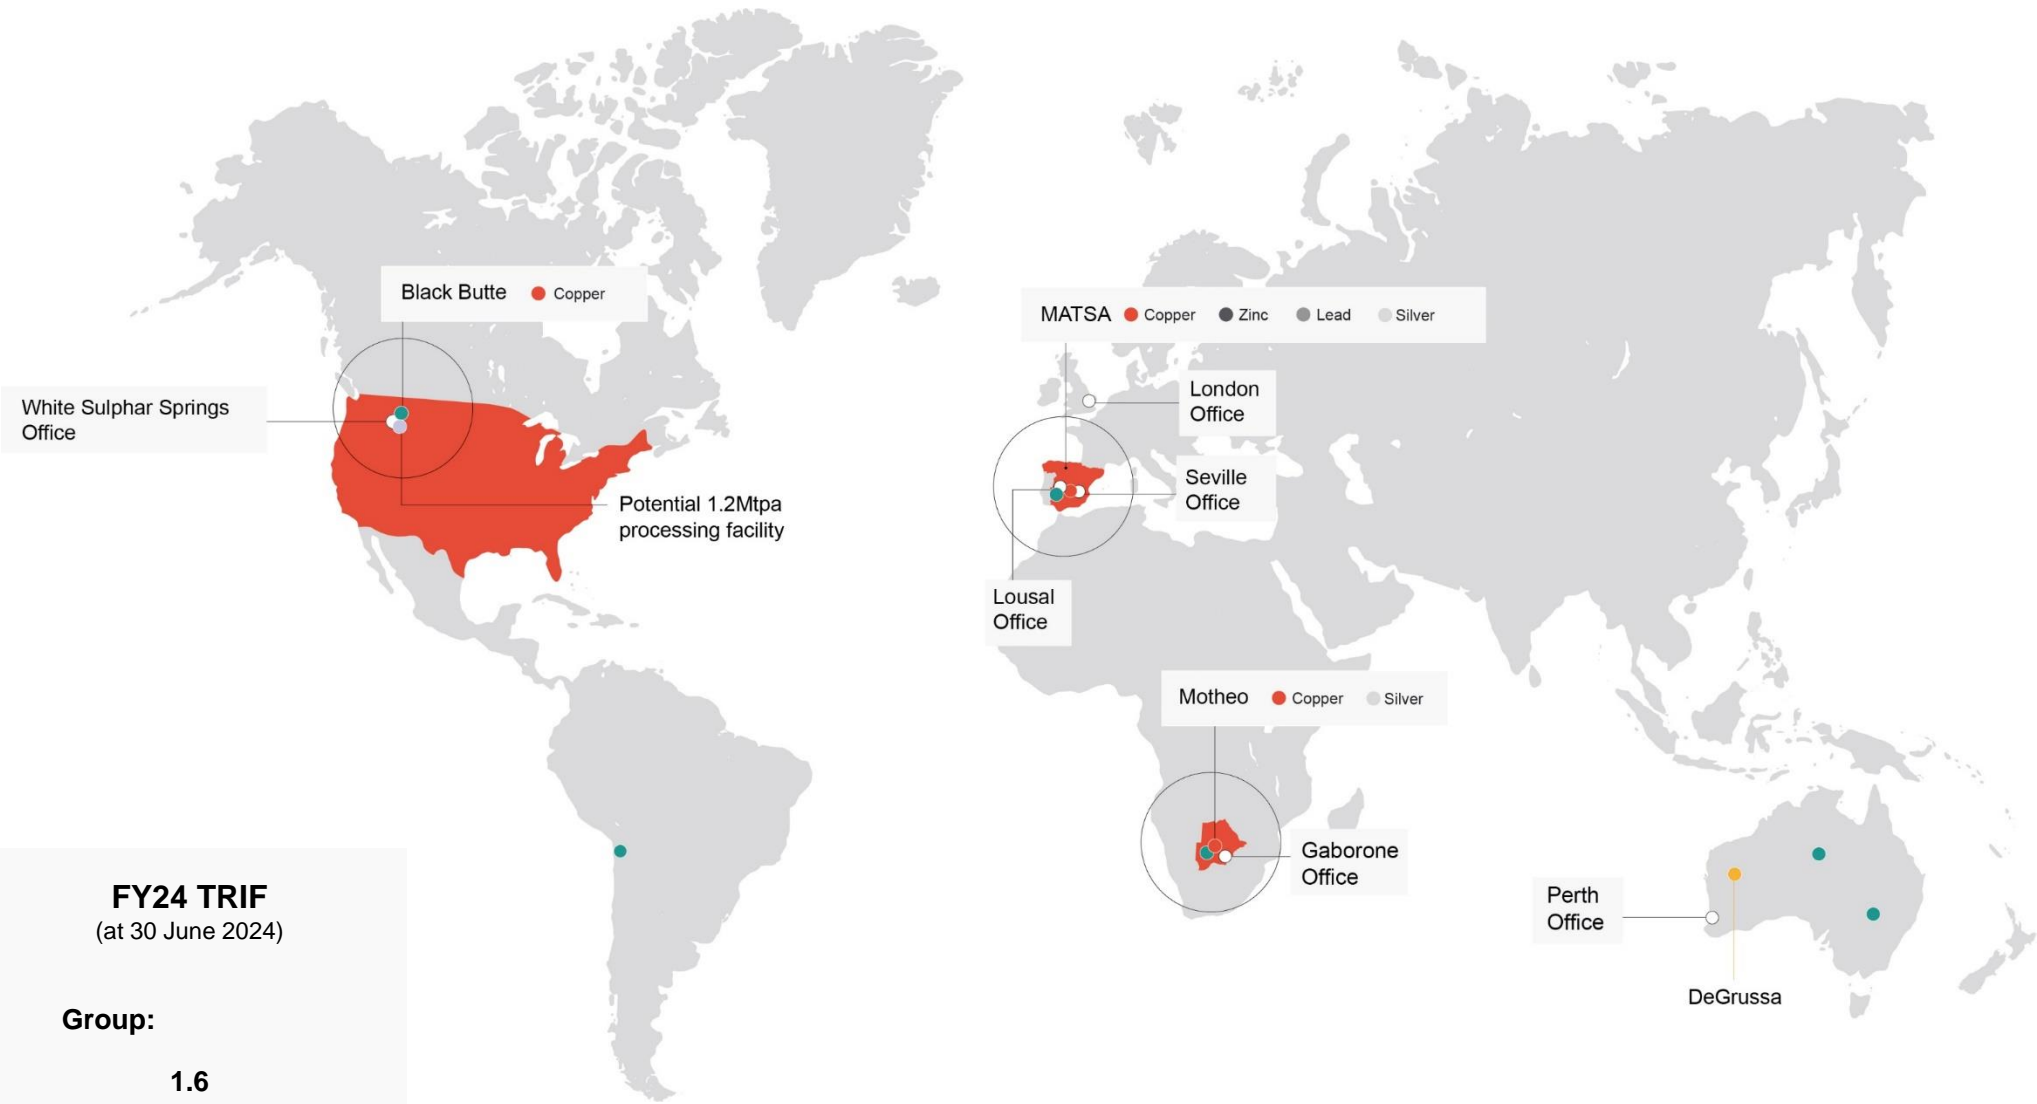 Black Butte Copper
White Sulphar Springs
Office
Potential 1.2Mtpa
processing facility
MATSA Copper Zinc Lead Silver
London
Office
Seville
Office
Lousal
Office
Motheo Copper Silver
Gaborone
Office
Perth
Office
DeGrussa
FY24 TRIF
(at 30 June 2024)
Group:
1.6